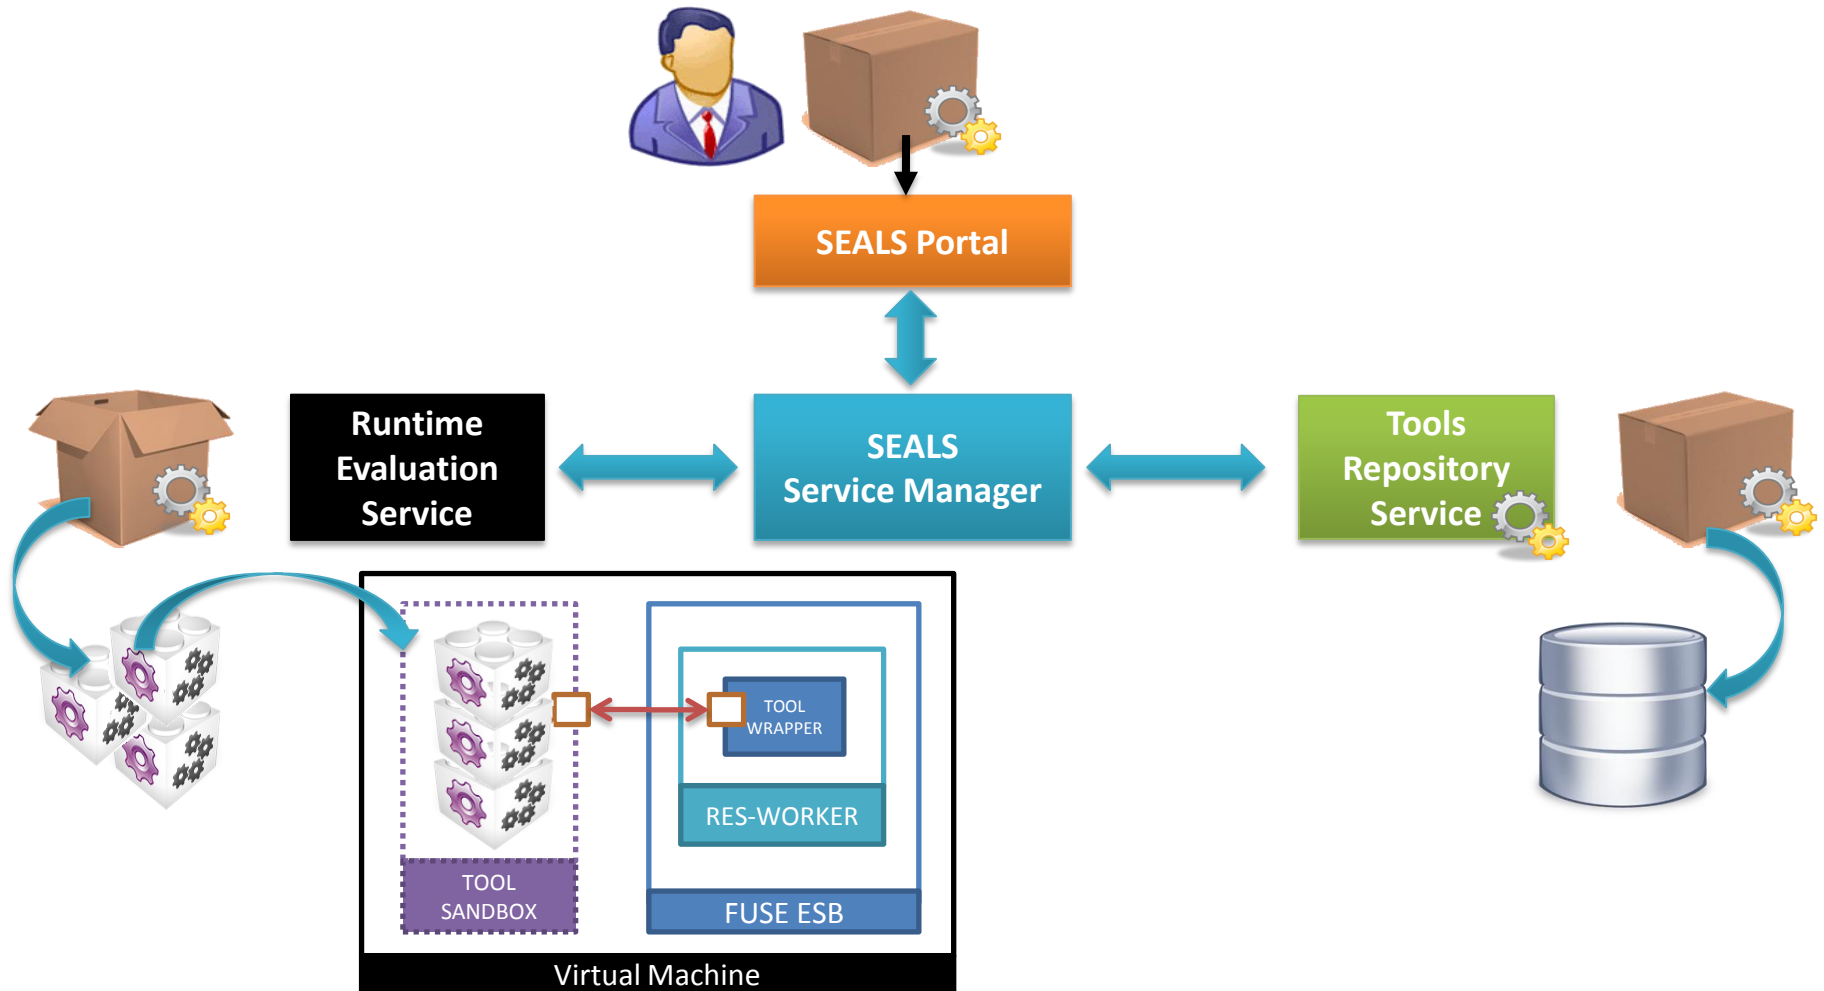 SEALS Portal
Runtime
Evaluation
Service
SEALS
Service Manager
Tools
Repository
Service
TOOL
WRAPPER
RES-WORKER
TOOL
SANDBOX
FUSE ESB
Virtual Machine